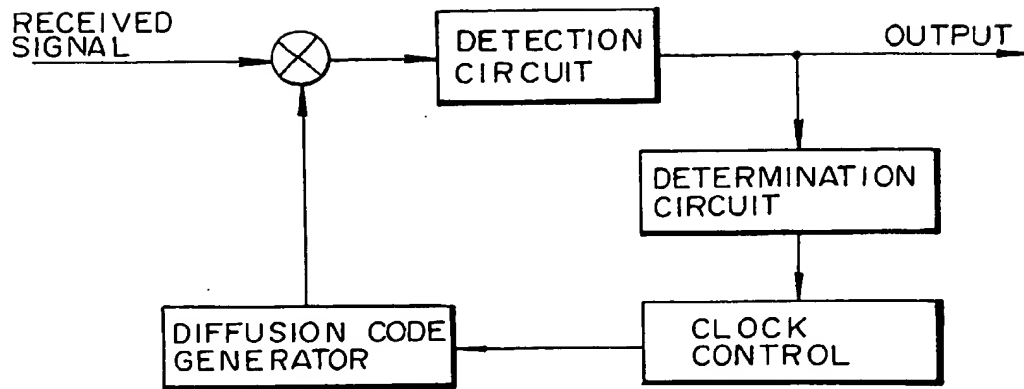 RECEIVED
SIGNAL
DETECTION
CIRCUIT
OUTPUT
DETERMINATION
CIRCUIT
DIFFUSION CODE
GENERATOR
CLOCK
CONTROL